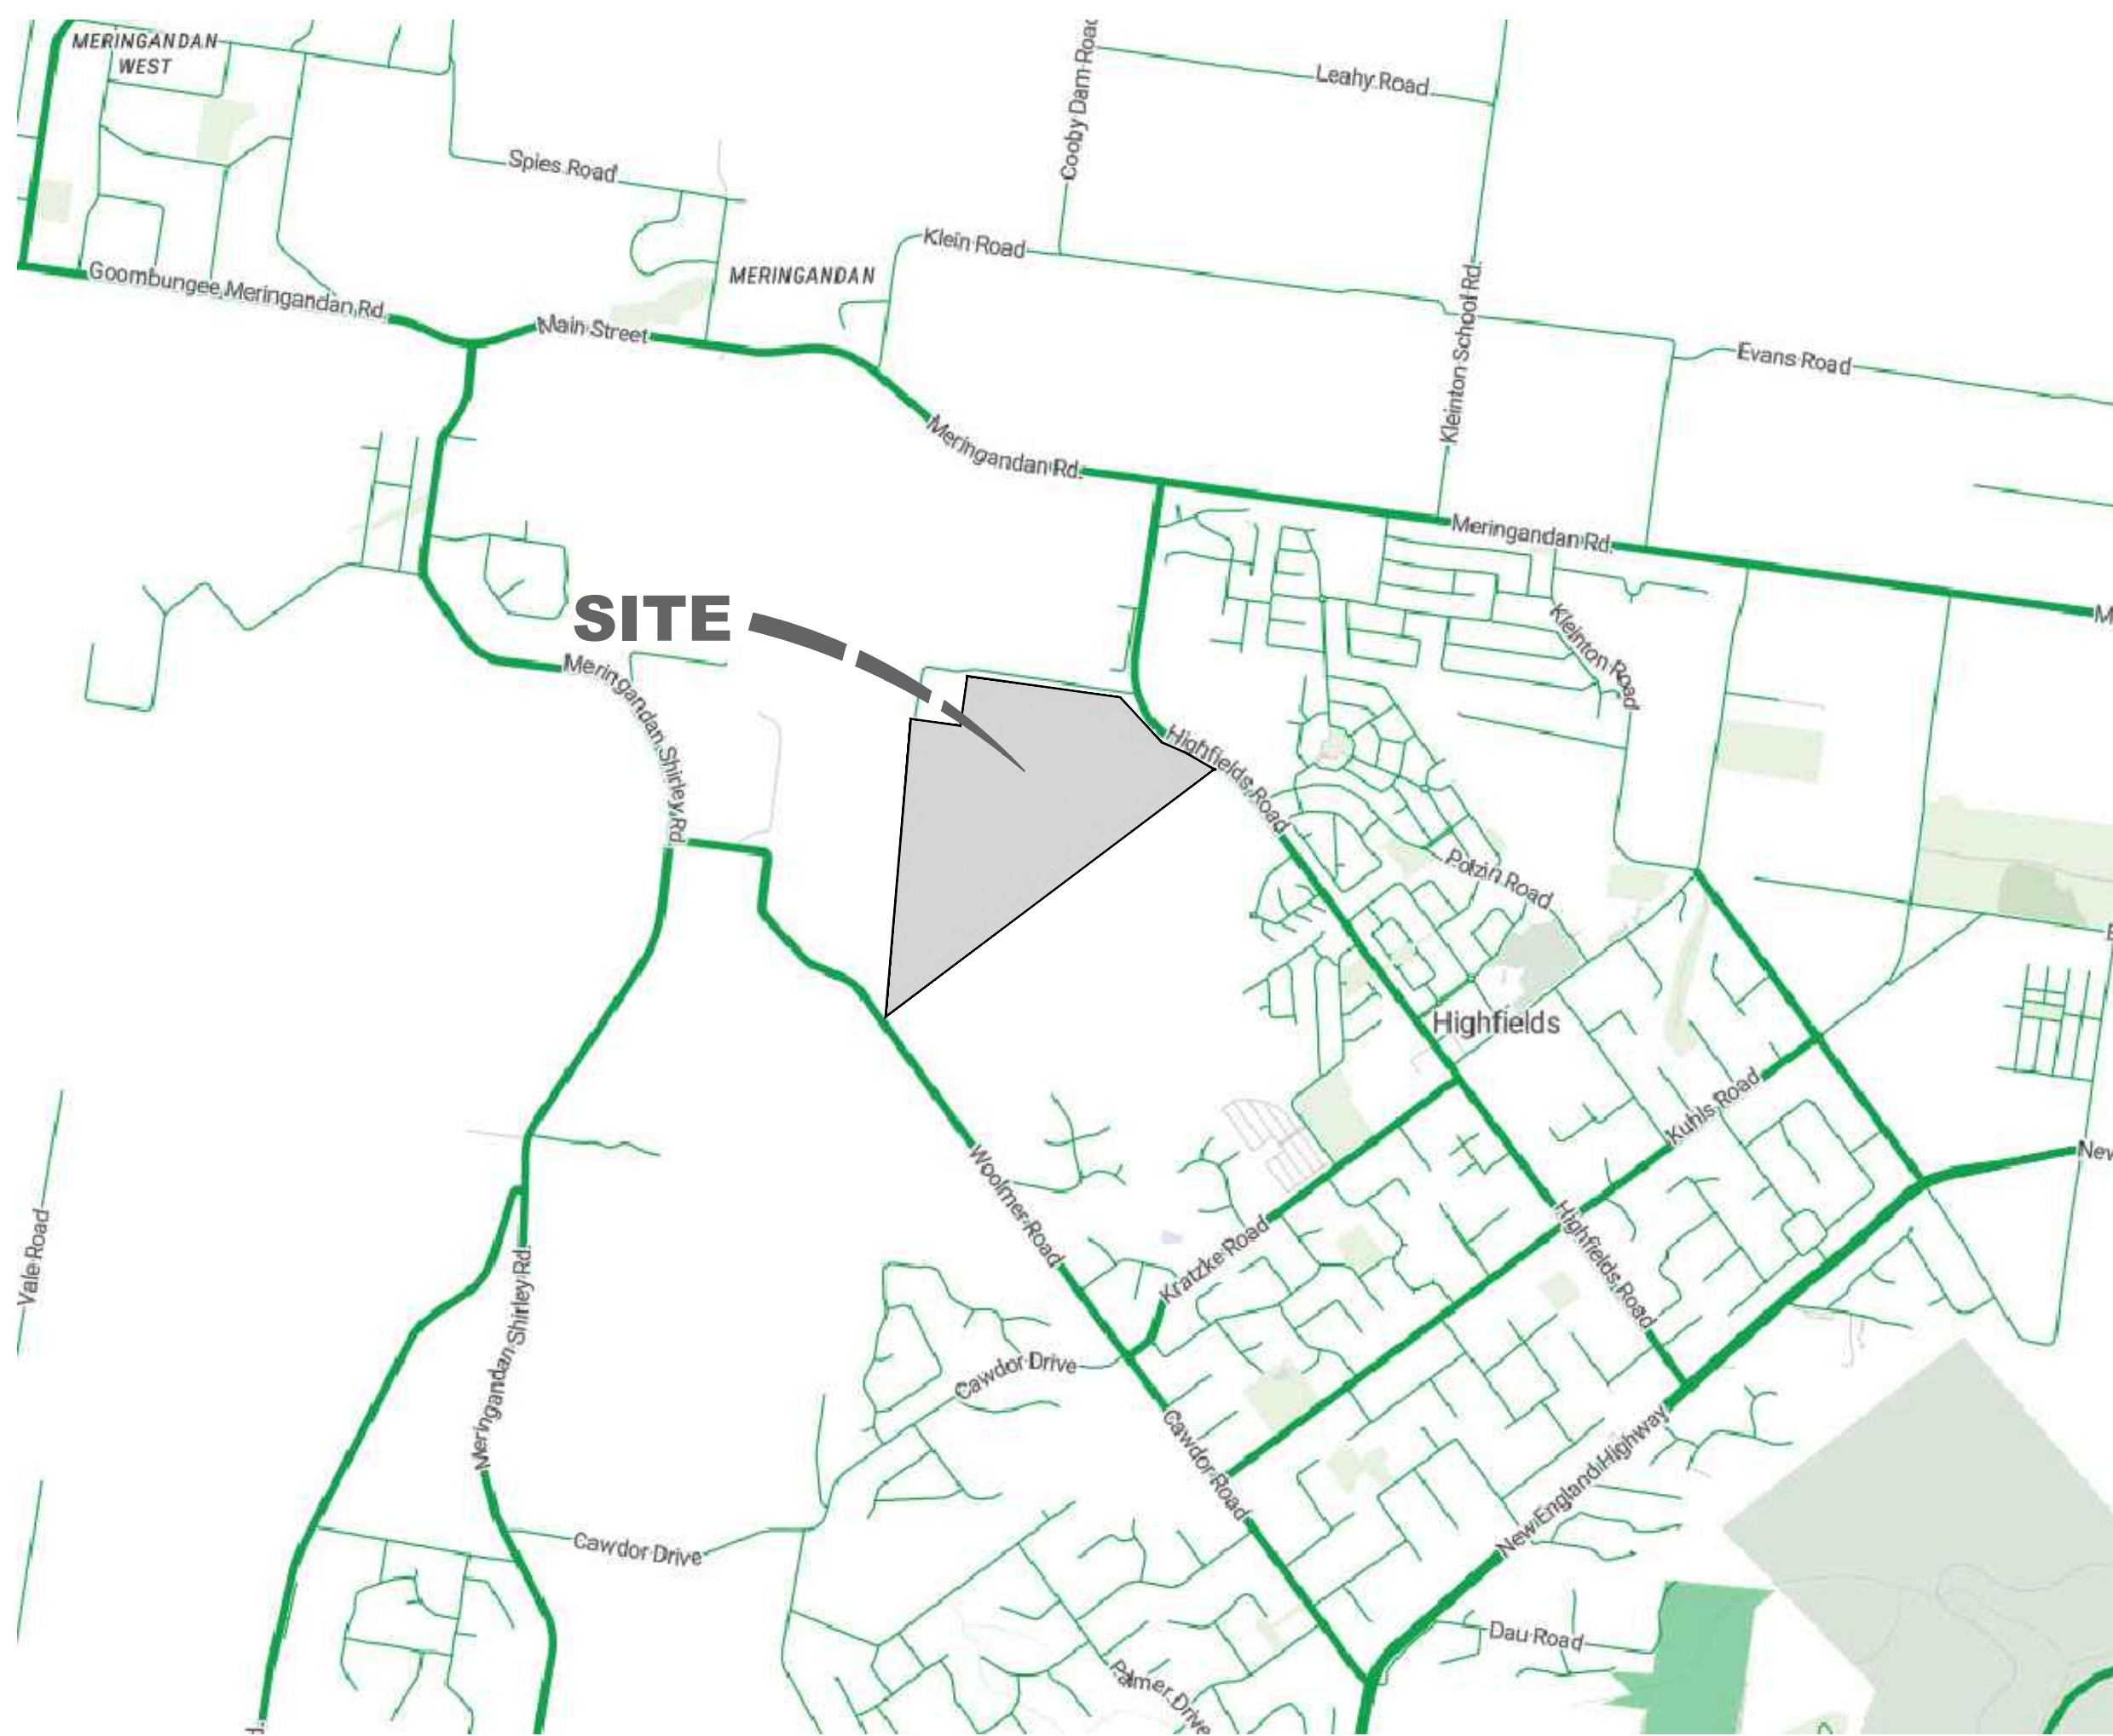 MERINGANDAN
WEST
Leahy Road
Cooby Dam Road
Spies Road
Klein Road
MERINGANDAN
Goombungee Meringandan Rd.
Main Street
Kleinton School Rd.
Evans Road
Meringandan Rd.
Meringandan Rd.
M
SITE
Kleinton Road
Meringandan Shirley Rd.
Highfields Road
Polzin Road
Highfields
Kuhls Road
New
Woolmer Road
Vale Road
Kratzke Road
Highfields Road
Meringandan Shirley Rd.
Cawdor Drive
Cawdor Road
New England Highway
Cawdor Drive
Dau Road
Palmer Drive
d.